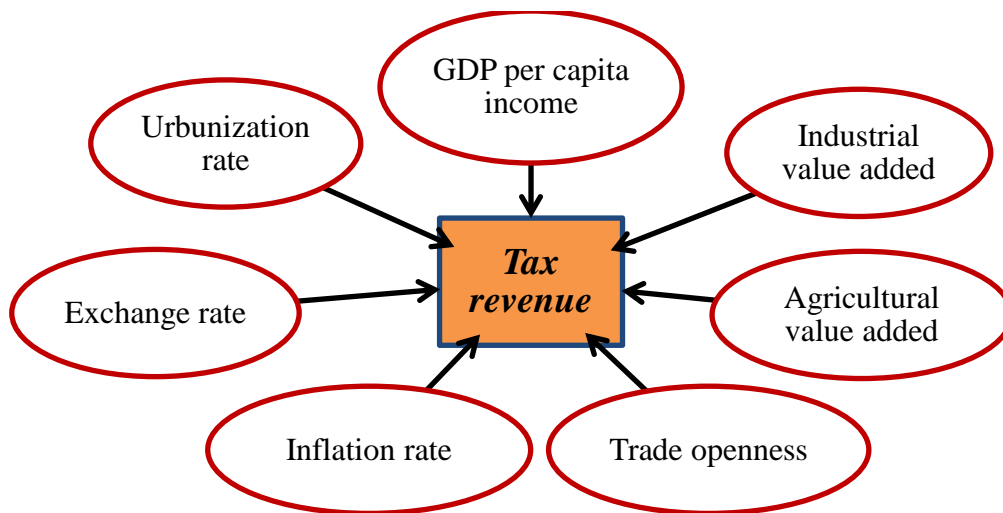 GDP per capita
income
Urbunization
rate
Industrial
value added
Tax
revenue
Exchange rate
Agricultural
value added
Inflation rate
Trade openness